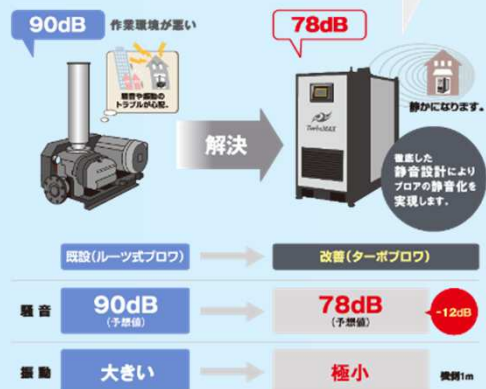 90dB 作業環境が悪い
78dB
騒音や振動の
トラブルが心配。
静かになります。
解決
TurboMAX
徹底した
静音設計により
ブロアの静音化を
実現します。
既設(ルーツ式ブロワ)
改善(ターボブロワ)
騒音
90dB
(予想値)
78dB
(予想値)
-12dB
振動
大きい
極小
機側1m